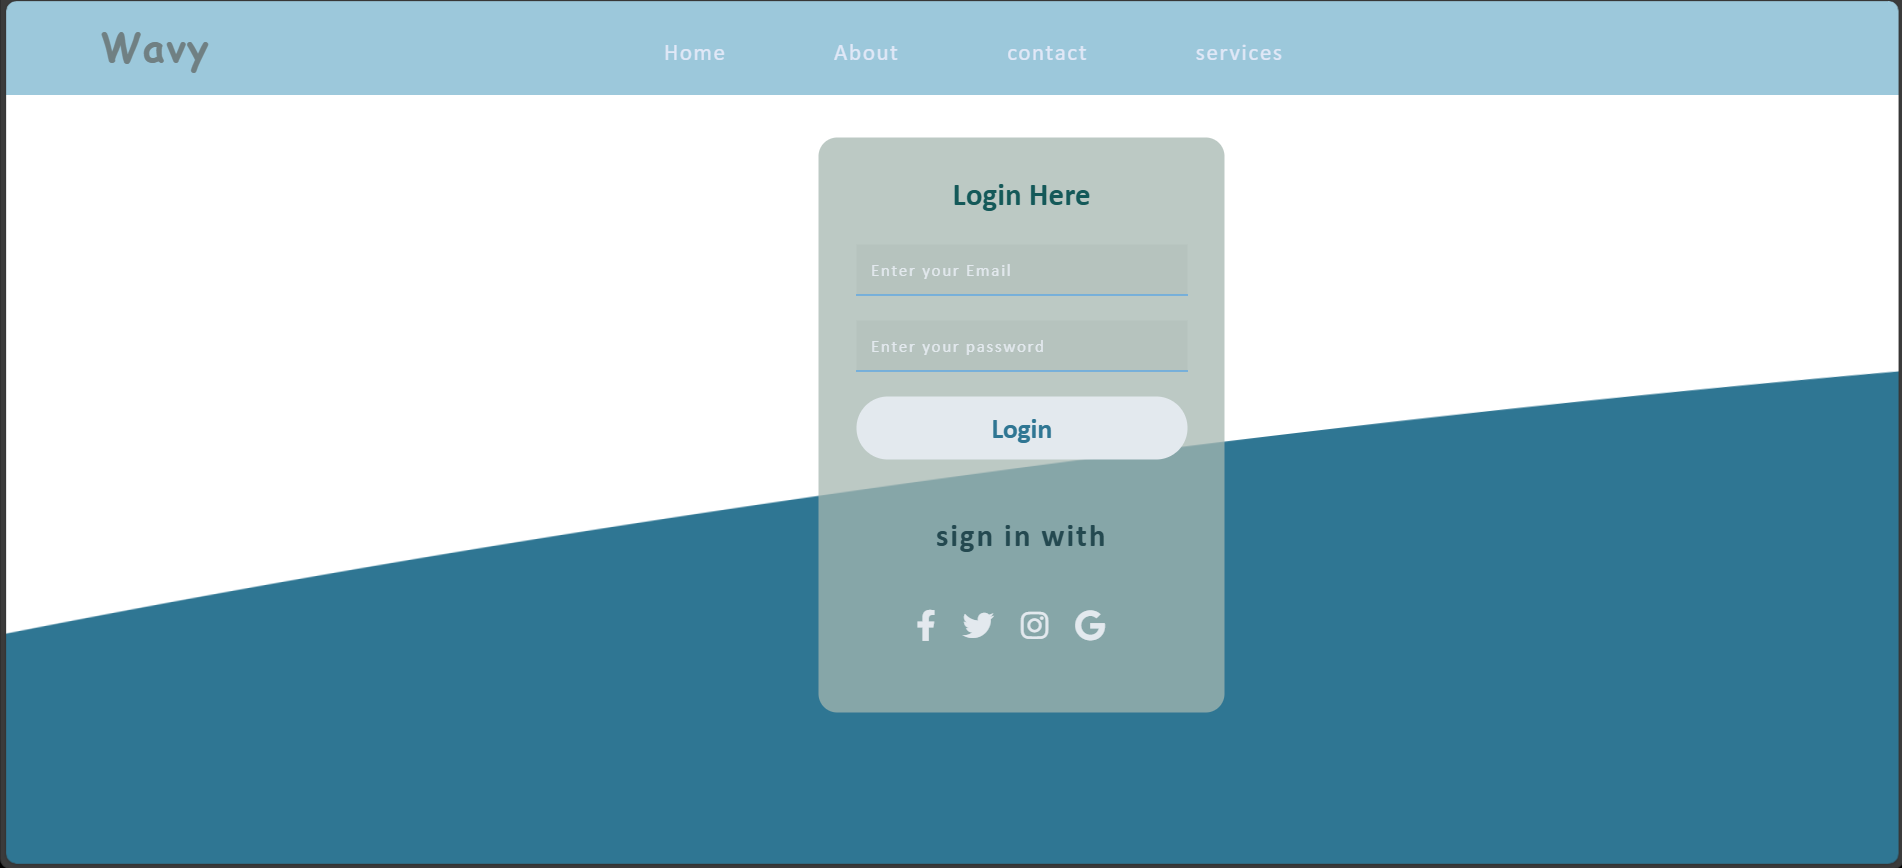 Wavy
Home About contact services
Login Here
Enter your Email
Enter your password
Login
sign in with